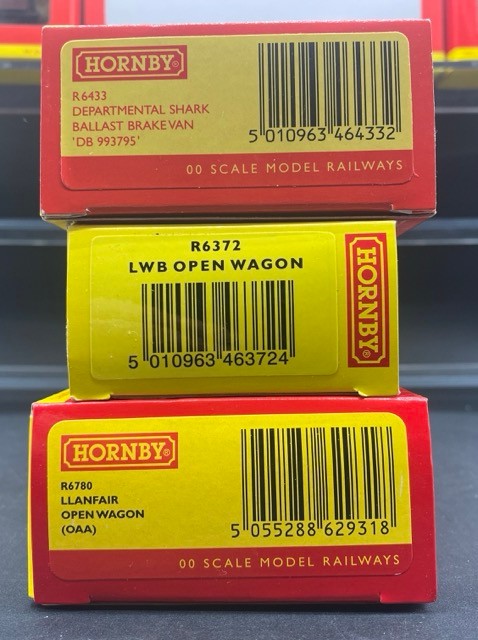 HORNBY®
R6433
DEPARTMENTAL SHARK
BALLAST BRAKEVAN
'DB 993795'
5 010963 464332
00 SCALE MODEL RAILWAYS
R6372
LWB OPEN WAGON
5 010963 463724
HORNBY®
HORNBY®
R6780
LLANFAIR
OPEN WAGON
(OAA)
5 055288 629318
00 SCALE MODEL RAILWAYS